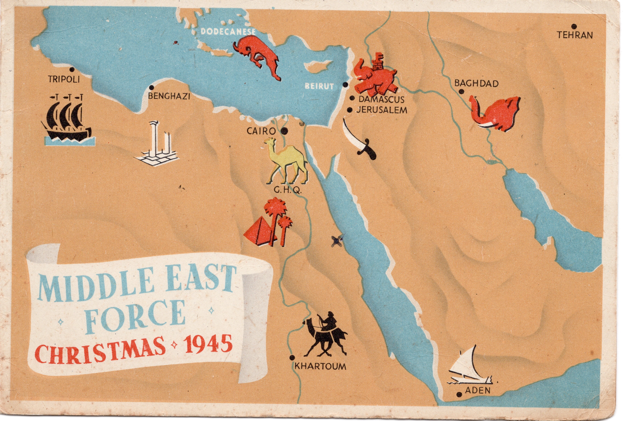 DODECANESE
TEHRAN
TRIPOLI
BEIRUT
BAGHDAD
BENGHAZI
DAMASCUS
JERUSALEM
CAIRO
G.H.Q.
MIDDLE EAST
FORCE
CHRISTMAS 1945
KHARTOUM
ADEN